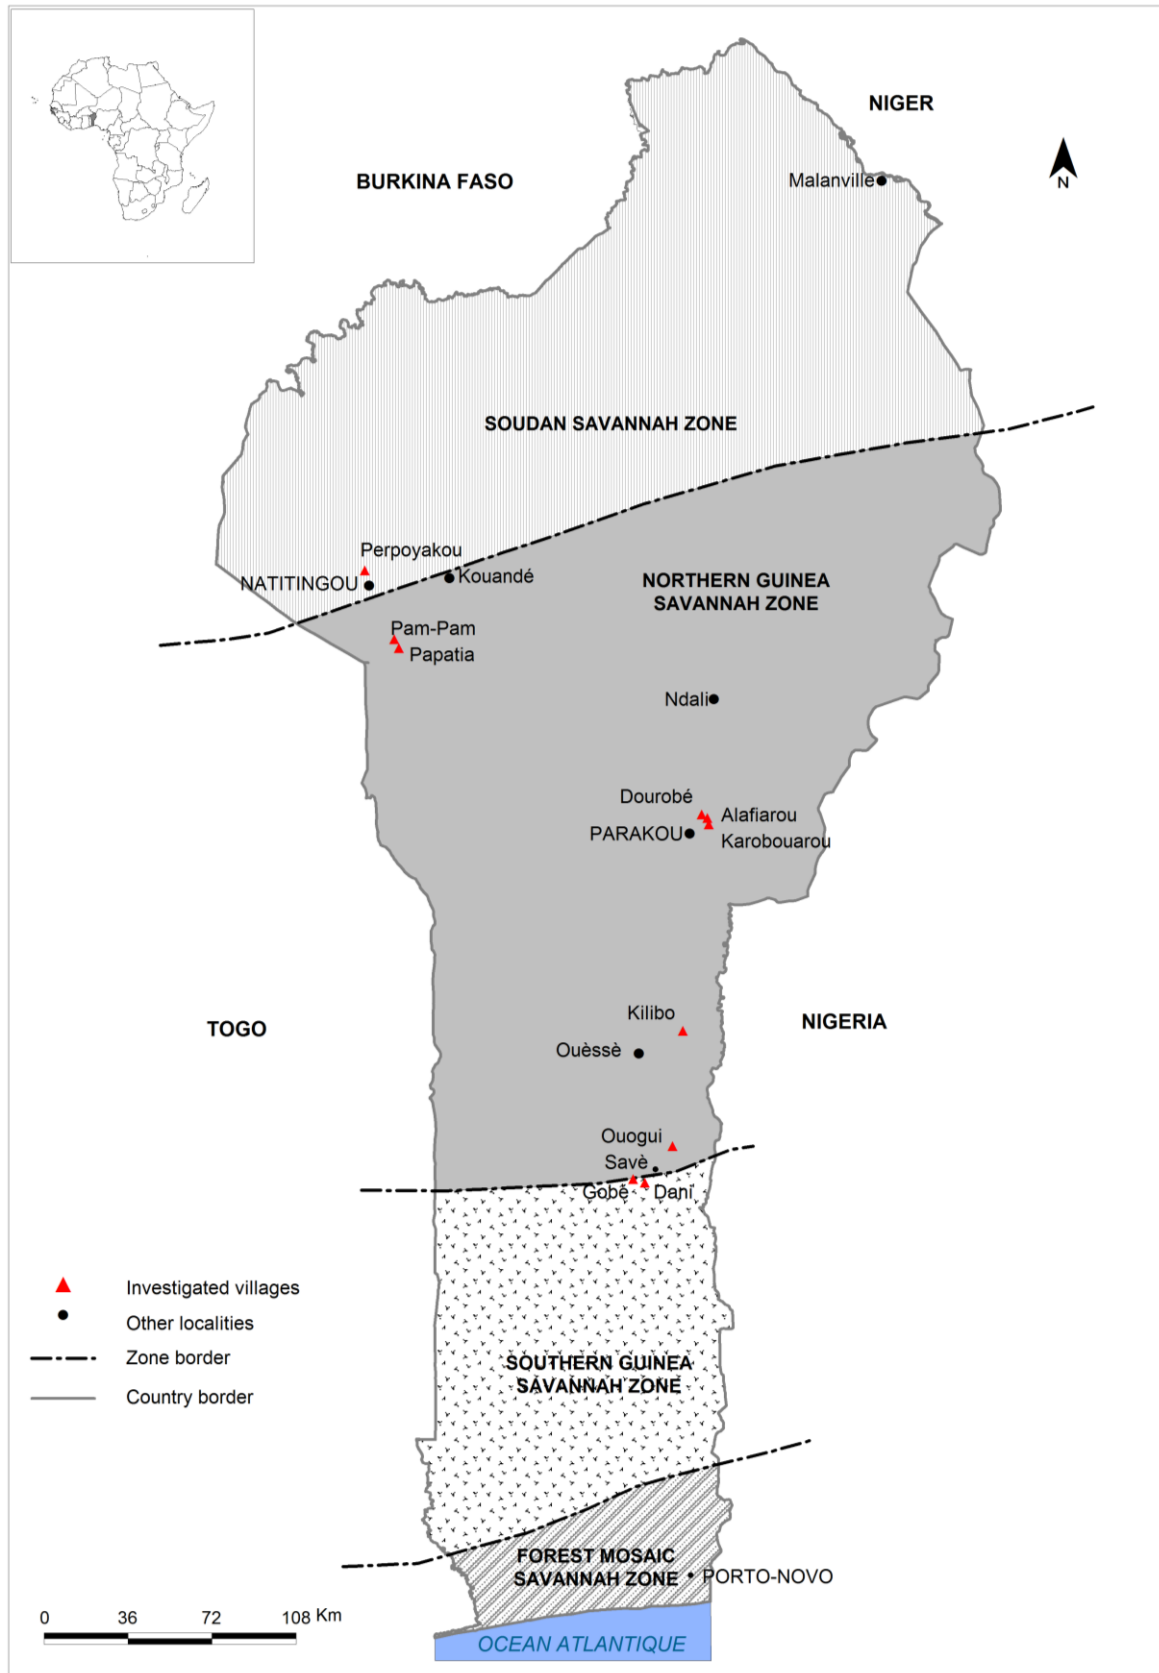 NIGER
N
BURKINA FASO
Malanville
SOUDAN SAVANNAH ZONE
Perpoyakou
NATITINGOU
Kouandé
NORTHERN GUINEA
SAVANNAH ZONE
Pam-Pam
Papatia
Ndali
Dourobé
Alafiarou
PARAKOU
Karobouarou
Kilibo
TOGO
NIGERIA
Ouèssè
Ouogui
Savè
Gobé
Dani
Investigated villages
Other localities
Zone border
Country border
SOUTHERN GUINEA
SAVANNAH ZONE
FOREST MOSAIC
SAVANNAH ZONE
PORTO-NOVO
0 36 72 108 Km
OCEAN ATLANTIQUE